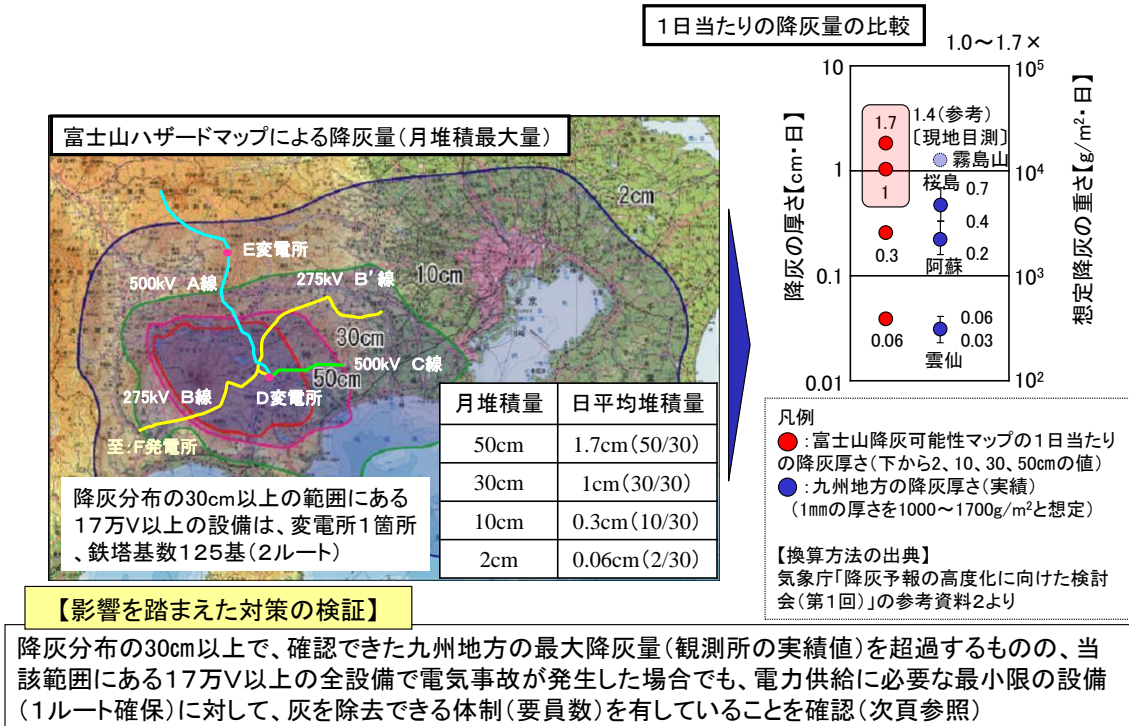 1日当たりの降灰量の比較
富士山ハザードマップによる降灰量(月堆積最大量)
2cm
10cm
30cm
50cm
東京
E変電所
500kV A線
275kV B'線
500kV C線
275kV B線
D変電所
至:F発電所
降灰分布の30cm以上の範囲にある
17万V以上の設備は、変電所1箇所
、鉄塔基数125基(2ルート)
月堆積量 日平均堆積量
50cm 1.7cm(50/30)
30cm 1cm(30/30)
10cm 0.3cm(10/30)
2cm 0.06cm(2/30)
1.0~1.7×
降灰の厚さ【cm・日】
10
1
0.1
0.01
1.7
1
0.3
0.06
1.4(参考)
〔現地目測〕
霧島山
桜島
0.7
0.4
0.2
阿蘇
0.06
0.03
雲仙
10⁵
10⁴
10³
10²
想定降灰の重さ【g/m²・日】
凡例
:富士山降灰可能性マップの1日当たり
の降灰厚さ(下から2、10、30、50cmの値)
:九州地方の降灰厚さ(実績)
(1mmの厚さを1000~1700g/m²と想定)
【換算方法の出典】
気象庁「降灰予報の高度化に向けた検討
会(第1回)」の参考資料2より
【影響を踏まえた対策の検証】
降灰分布の30cm以上で、確認できた九州地方の最大降灰量(観測所の実績値)を超過するものの、当
該範囲にある17万V以上の全設備で電気事故が発生した場合でも、電力供給に必要な最小限の設備
(1ルート確保)に対して、灰を除去できる体制(要員数)を有していることを確認(次頁参照)